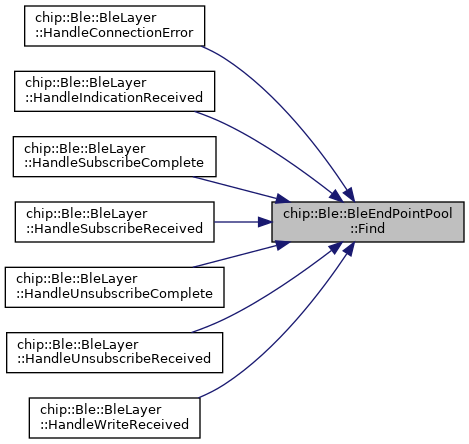 chip::Ble::BleLayer
::HandleConnectionError
chip::Ble::BleLayer
::HandleIndicationReceived
chip::Ble::BleLayer
::HandleSubscribeComplete
chip::Ble::BleEndPointPool
::Find
chip::Ble::BleLayer
::HandleSubscribeReceived
chip::Ble::BleLayer
::HandleUnsubscribeComplete
chip::Ble::BleLayer
::HandleUnsubscribeReceived
chip::Ble::BleLayer
::HandleWriteReceived